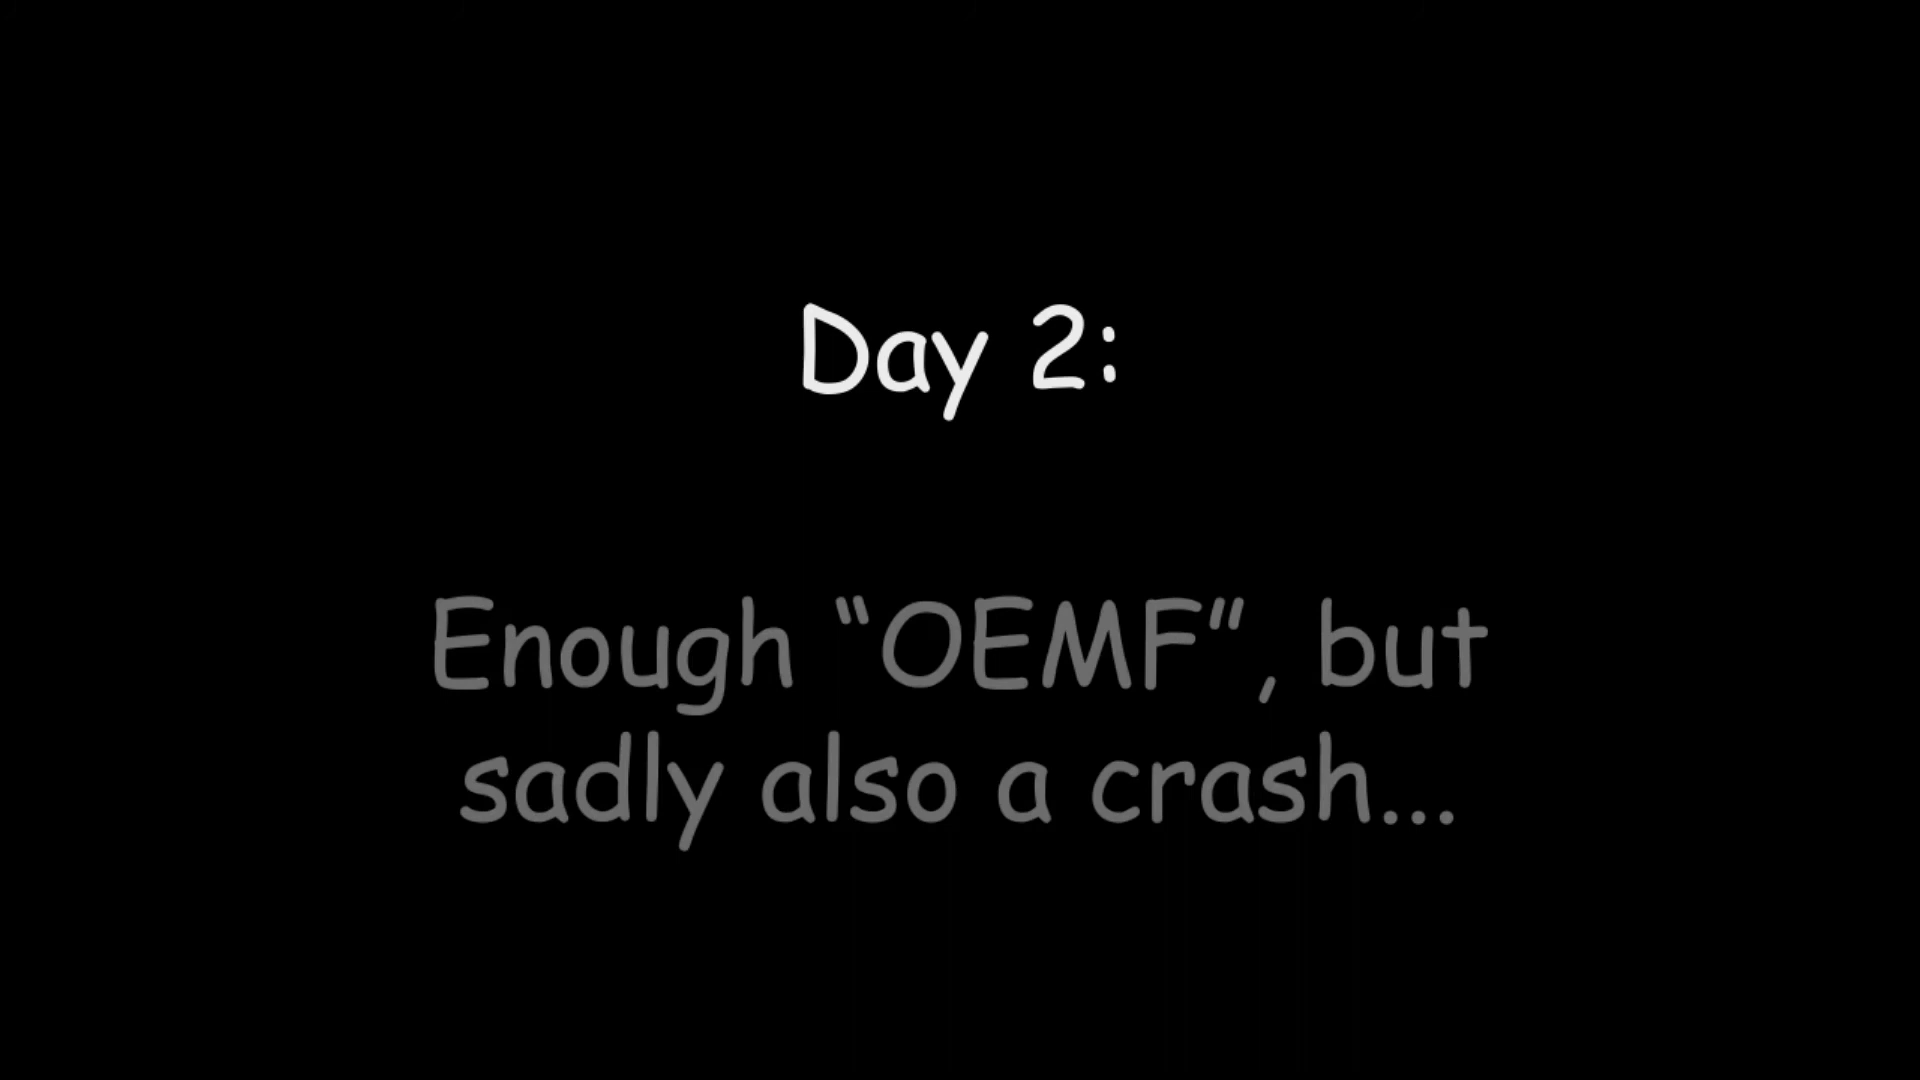 Day 2:
Enough “OEMF”, but
sadly also a crash...